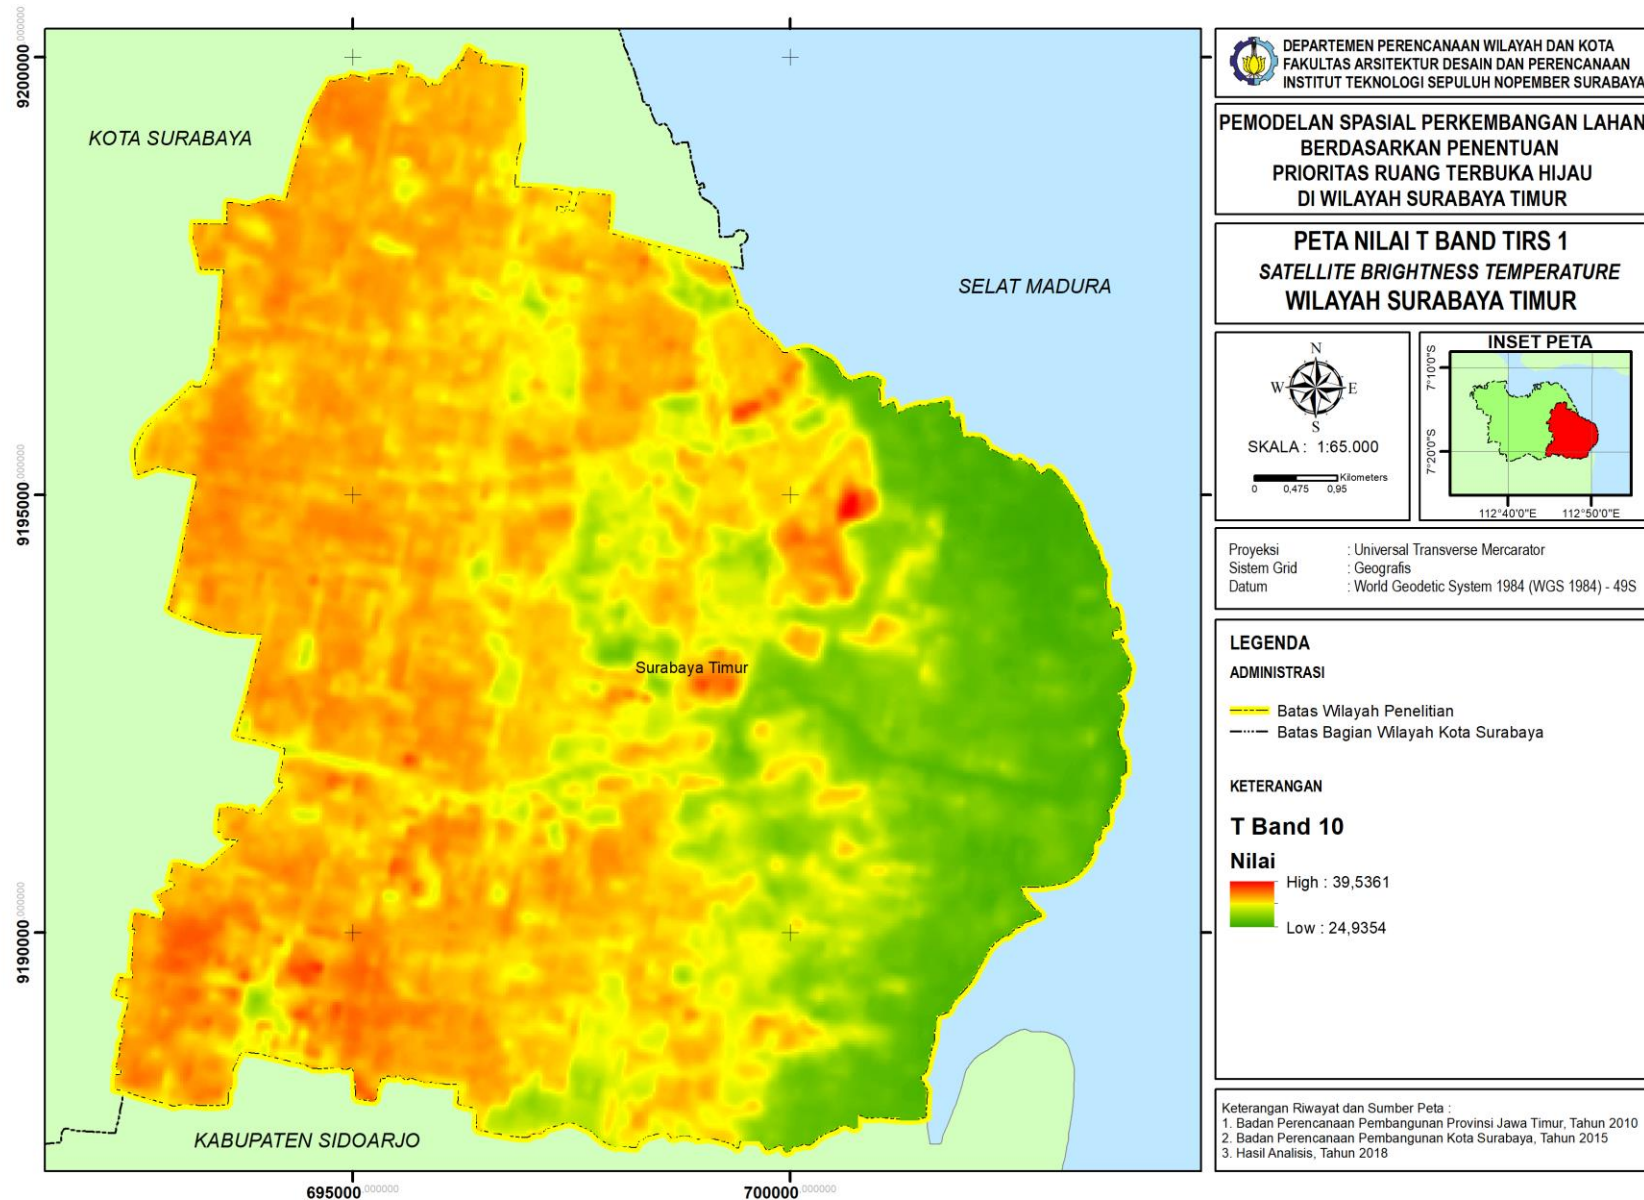 KOTA SURABAYA
SELAT MADURA
Surabaya Timur
KABUPATEN SIDOARJO
9200000,000000
9195000,000000
9190000,000000
695000,000000
700000,000000
DEPARTEMEN PERENCANAAN WILAYAH DAN KOTA
FAKULTAS ARSITEKTUR DESAIN DAN PERENCANAAN
INSTITUT TEKNOLOGI SEPULUH NOPEMBER SURABAYA
PEMODELAN SPASIAL PERKEMBANGAN LAHAN
BERDASARKAN PENENTUAN
PRIORITAS RUANG TERBUKA HIJAU
DI WILAYAH SURABAYA TIMUR
PETA NILAI T BAND TIRS 1
SATELLITE BRIGHTNESS TEMPERATURE
WILAYAH SURABAYA TIMUR
N
W E
S
SKALA : 1:65.000
Kilometers
0 0,475 0,95
INSET PETA
7°10'0"S
7°20'0"S
112°40'0"E 112°50'0"E
Proyeksi : Universal Transverse Mercarator
Sistem Grid : Geografis
Datum : World Geodetic System 1984 (WGS 1984) - 49S
LEGENDA
ADMINISTRASI
Batas Wilayah Penelitian
Batas Bagian Wilayah Kota Surabaya
KETERANGAN
T Band 10
Nilai
High : 39,5361
Low : 24,9354
Keterangan Riwayat dan Sumber Peta :
1. Badan Perencanaan Pembangunan Provinsi Jawa Timur, Tahun 2010
2. Badan Perencanaan Pembangunan Kota Surabaya, Tahun 2015
3. Hasil Analisis, Tahun 2018